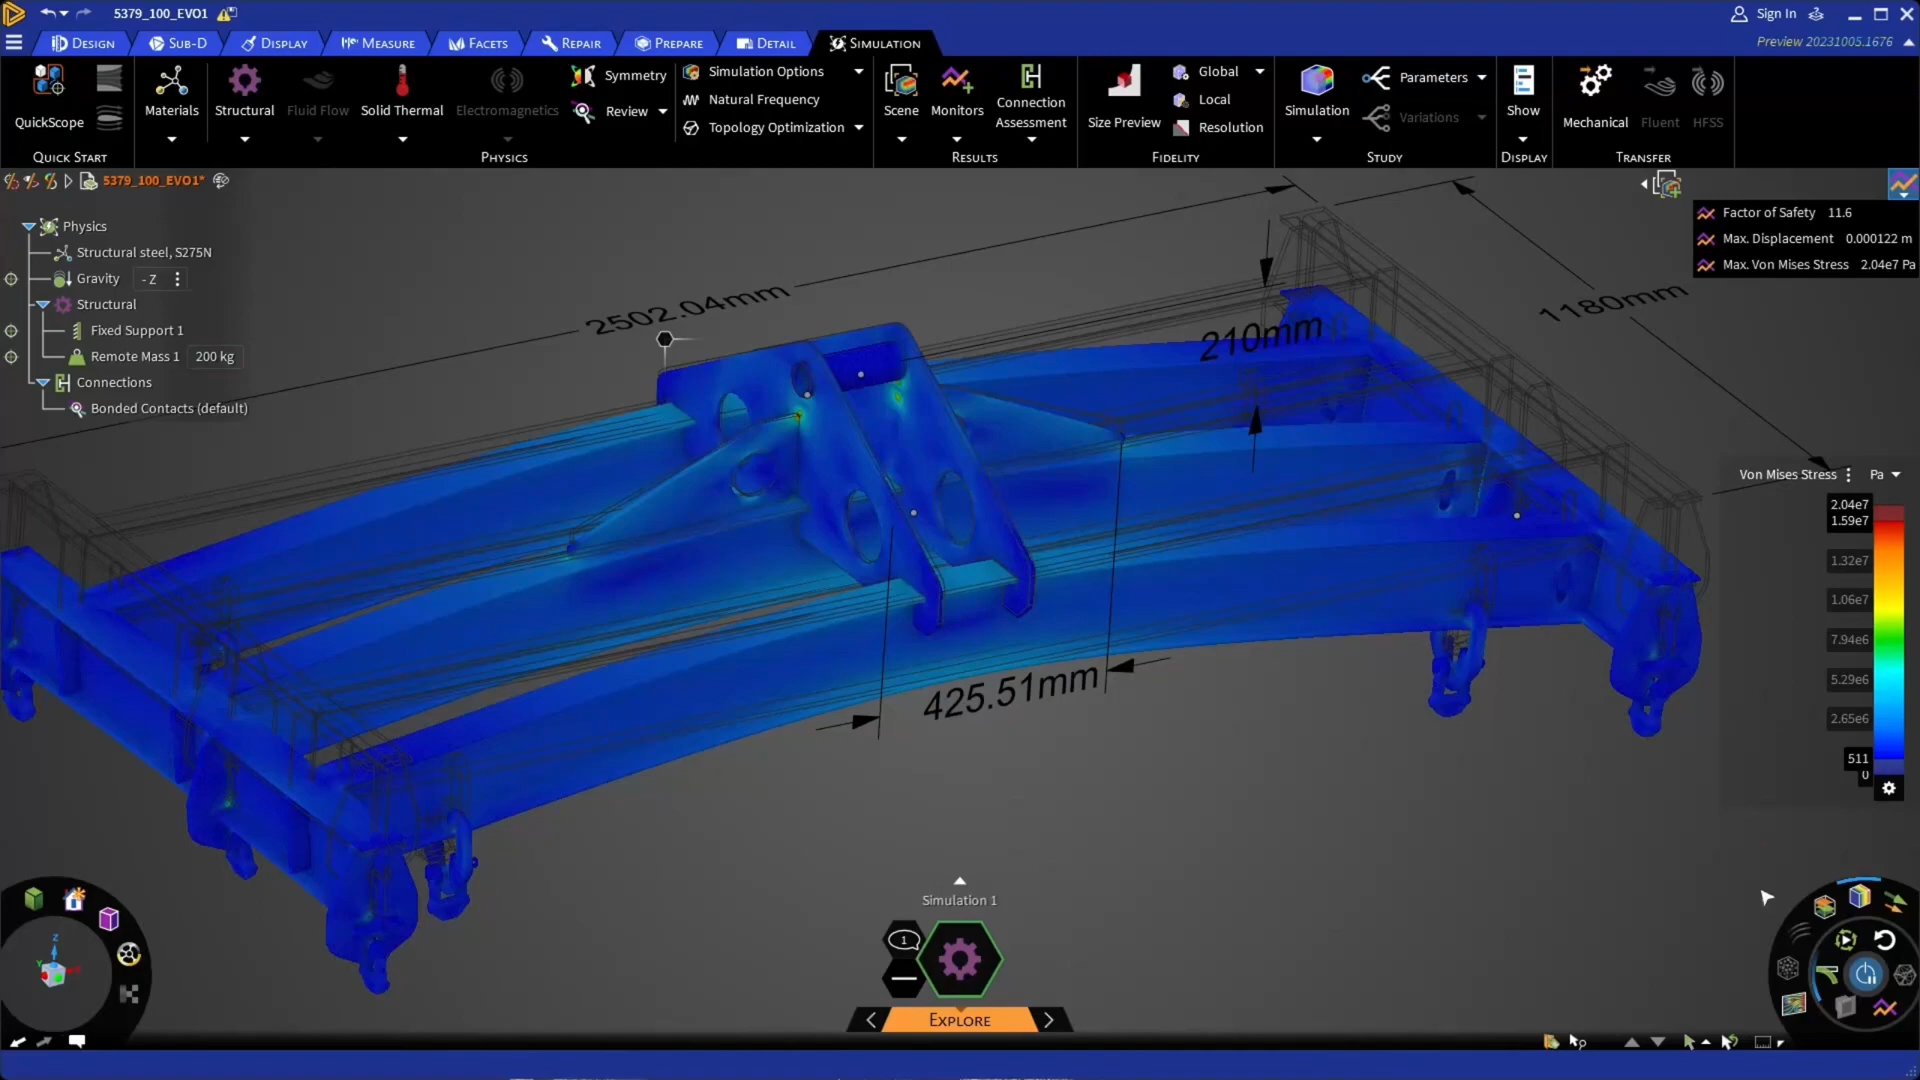 5379_100_EVO1
Sign In
Design
Sub-D
Display
Measure
Facets
Repair
Prepare
Detail
Simulation
Preview 20231005.1676
QuickScope
Quick Start
Materials
Structural
Fluid Flow
Solid Thermal
Electromagnetics
Symmetry
Review
Physics
Simulation Options
Natural Frequency
Topology Optimization
Scene
Monitors
Connection
Assessment
Results
Size Preview
Global
Local
Resolution
Fidelity
Simulation
Parameters
Variations
Study
Show
Display
Mechanical
Fluent
HFSS
Transfer
5379_100_EVO1*
Physics
Structural steel, S275N
Gravity -Z
Structural
Fixed Support 1
Remote Mass 1 200 kg
Connections
Bonded Contacts (default)
Factor of Safety 11.6
Max. Displacement 0.000122 m
Max. Von Mises Stress 2.04e7 Pa
2502.04mm
210mm
1180mm
425.51mm
Von Mises Stress Pa
2.04e7
1.59e7
1.32e7
1.06e7
7.94e6
5.29e6
2.65e6
511
0
Simulation 1
1
Explore
Z
Y